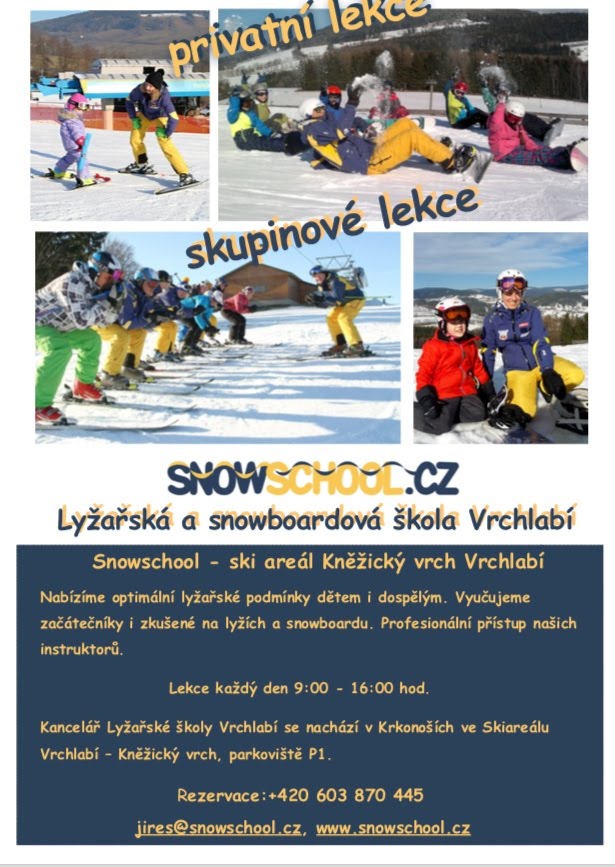 privatní lekce
skupinové lekce
SNOWSCHOOL.CZ
Lyžařská a snowboardová škola Vrchlabí
Snowschool - ski areál Kněžický vrch Vrchlabí
Nabízíme optimální lyžařské podmínky dětem i dospělým. Vyučujeme
začátečníky i zkušené na lyžích a snowboardu. Profesionální přístup našich
instruktorů.
Lekce každý den 9:00 - 16:00 hod.
Kancelář Lyžařské školy Vrchlabí se nachází v Krkonoších ve Skiareálu
Vrchlabí – Kněžický vrch, parkoviště P1.
Rezervace:+420 603 870 445
jires@snowschool.cz, www.snowschool.cz